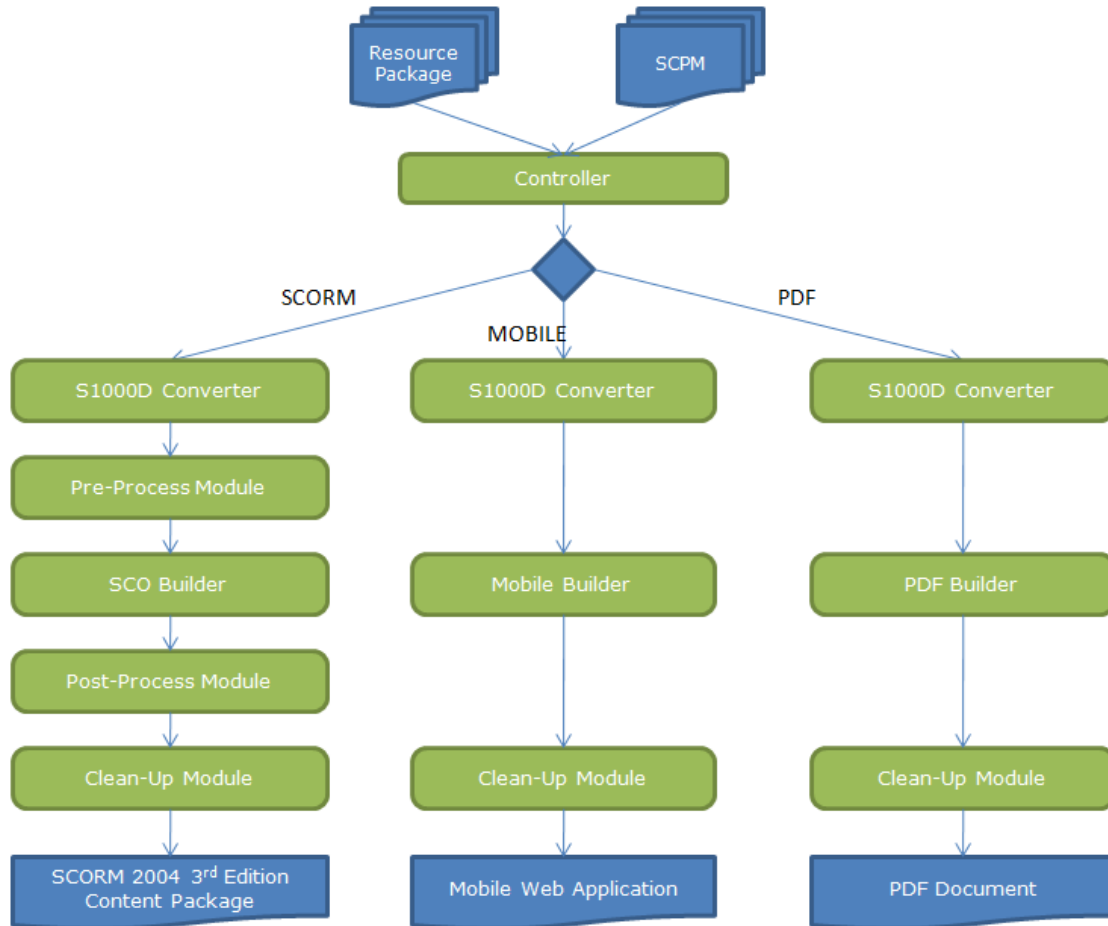 Resource
Package
SCPM
Controller
SCORM
MOBILE
PDF
S1000D Converter
S1000D Converter
S1000D Converter
Pre-Process Module
SCO Builder
Mobile Builder
PDF Builder
Post-Process Module
Clean-Up Module
Clean-Up Module
Clean-Up Module
SCORM 2004 3rd Edition
Content Package
Mobile Web Application
PDF Document